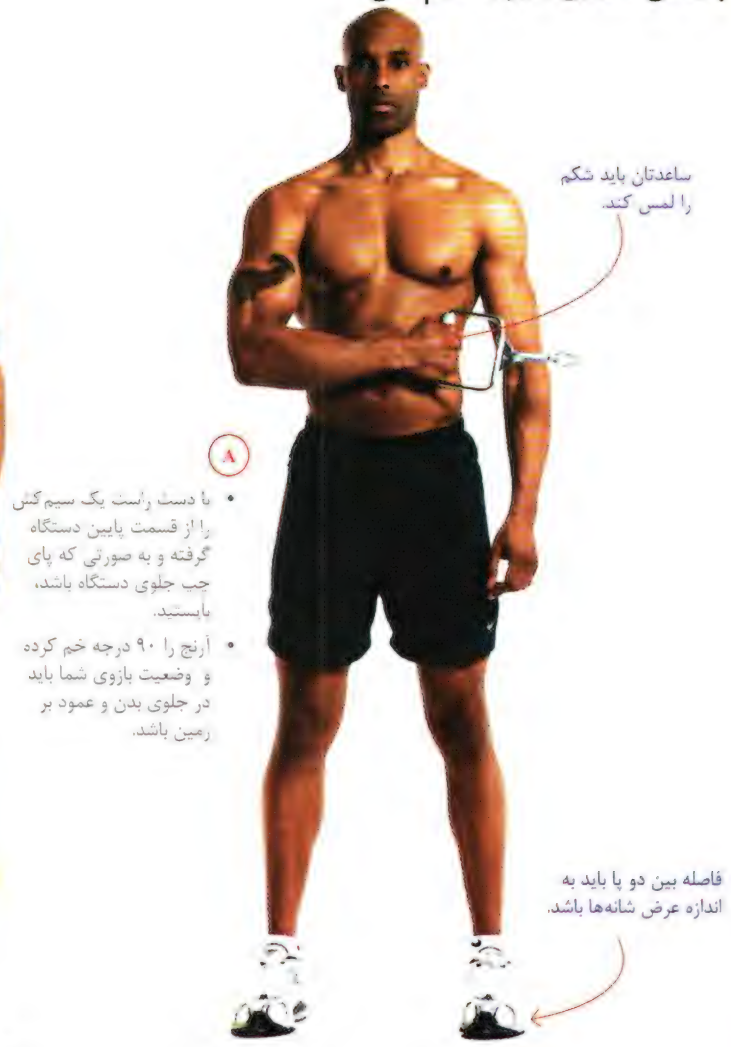 ساعدتان باید شکم
را لمس کند.
A
• با دست راست یک سیم‌کش
را از قسمت پایین دستگاه
گرفته و به صورتی که پای
چپ جلوی دستگاه باشد،
بایستید.
• آرنج را ۹۰ درجه خم کرده
و وضعیت بازوی شما باید
در جلوی بدن و عمود بر
زمین باشد.
فاصله بین دو پا باید به
اندازه عرض شانه‌ها باشد.